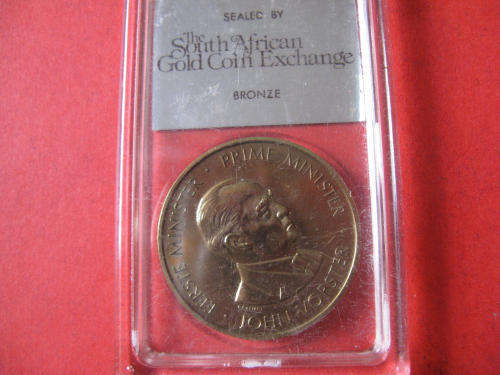 SEALED BY
The
South African
Gold Coin Exchange
BRONZE
EERSTE MINISTER · PRIME MINISTER
· JOHN VORSTER ·